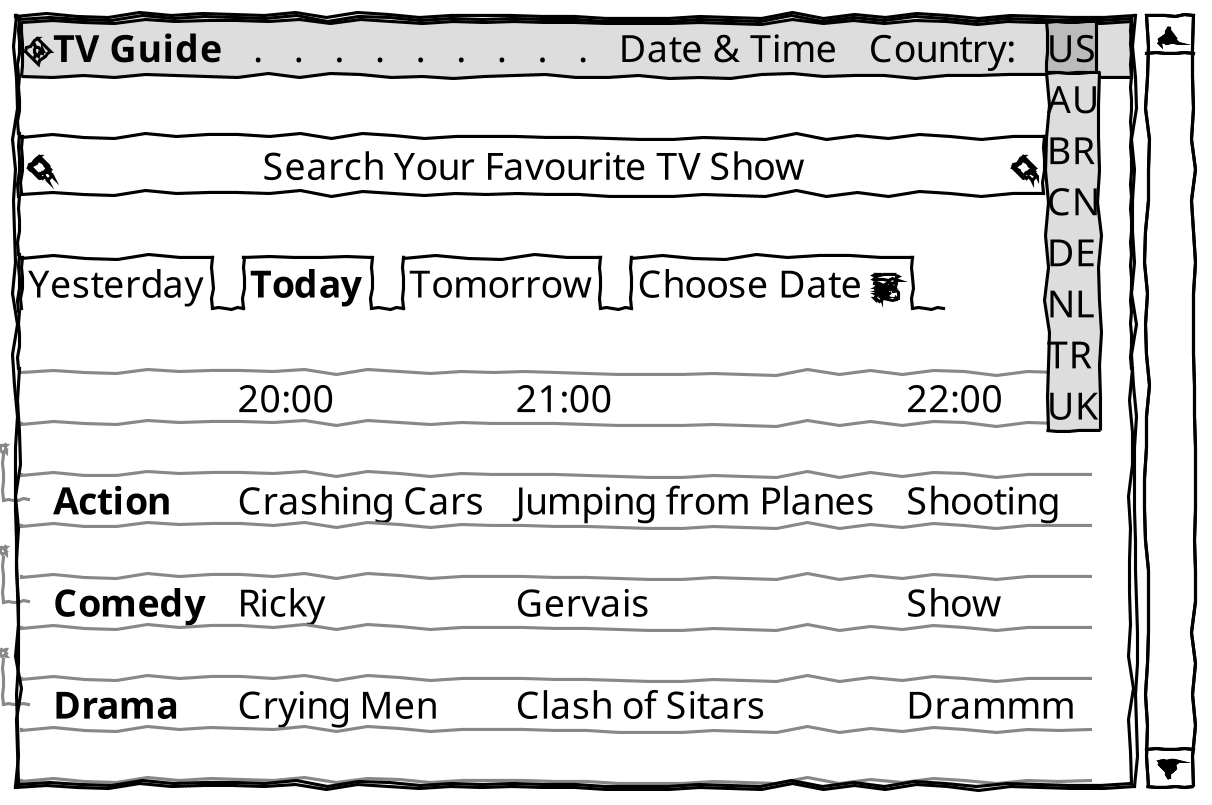 TV Guide . . . . . . . . . . . Date & Time Country: US
AU
BR
CN
DE
NL
TR
UK
Search Your Favourite TV Show
Yesterday Today Tomorrow Choose Date
20:00 21:00 22:00
Action Crashing Cars Jumping from Planes Shooting
Comedy Ricky Gervais Show
Drama Crying Men Clash of Sitars Drammm